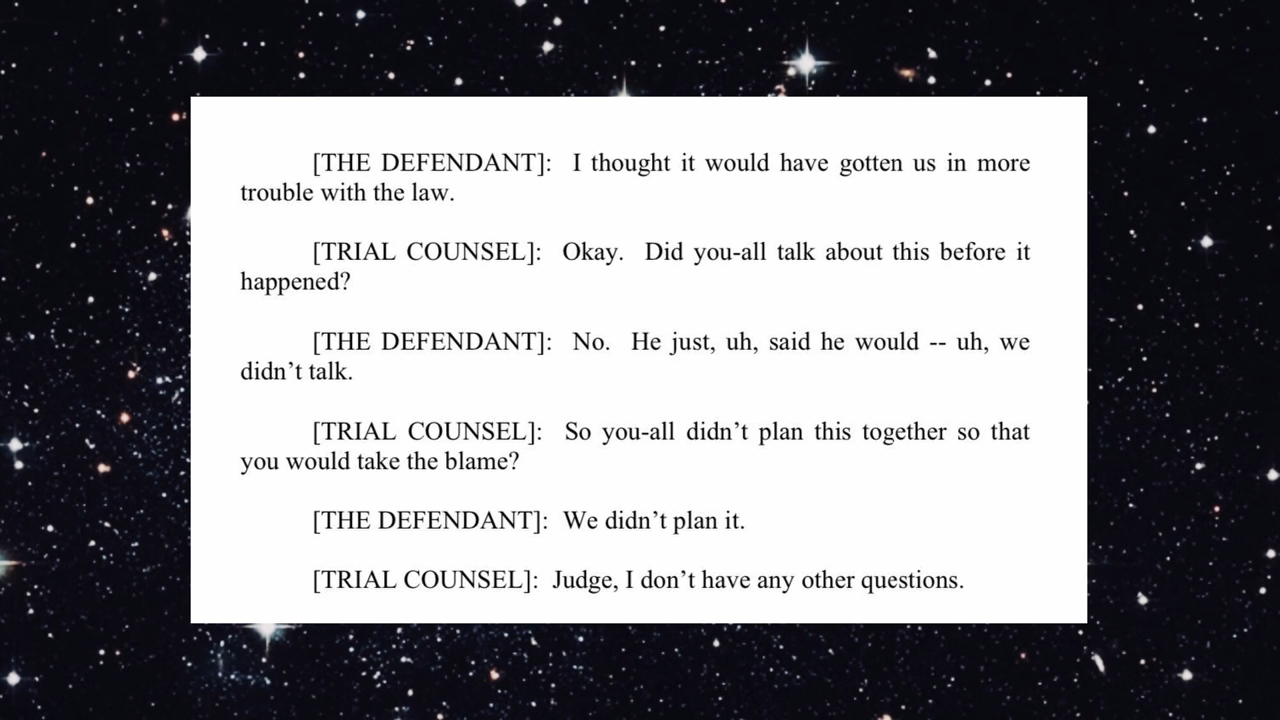 [THE DEFENDANT]: I thought it would have gotten us in more
trouble with the law.
[TRIAL COUNSEL]: Okay. Did you-all talk about this before it
happened?
[THE DEFENDANT]: No. He just, uh, said he would -- uh, we
didn’t talk.
[TRIAL COUNSEL]: So you-all didn’t plan this together so that
you would take the blame?
[THE DEFENDANT]: We didn’t plan it.
[TRIAL COUNSEL]: Judge, I don’t have any other questions.